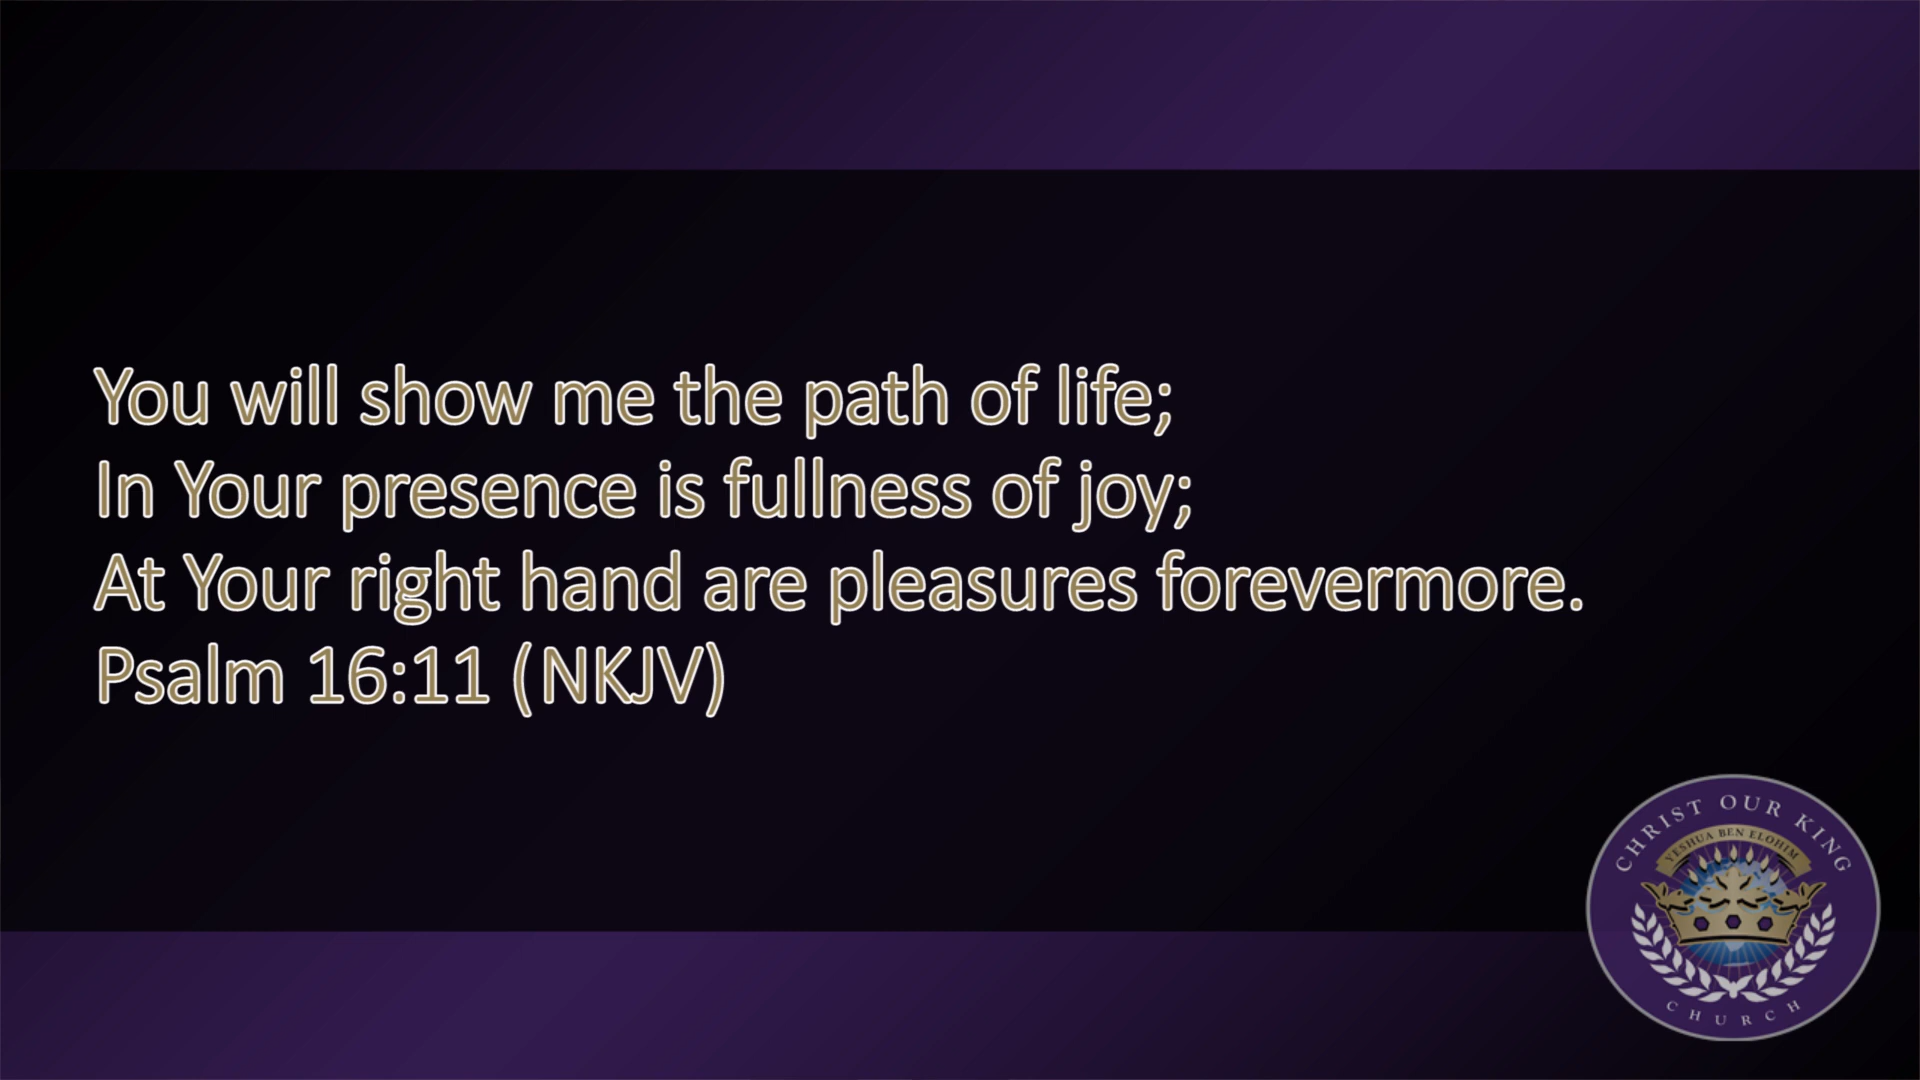 You will show me the path of life;
In Your presence is fullness of joy;
At Your right hand are pleasures forevermore.
Psalm 16:11 (NKJV)
CHRIST OUR KING
YESHUA BEN ELOHIM
CHURCH